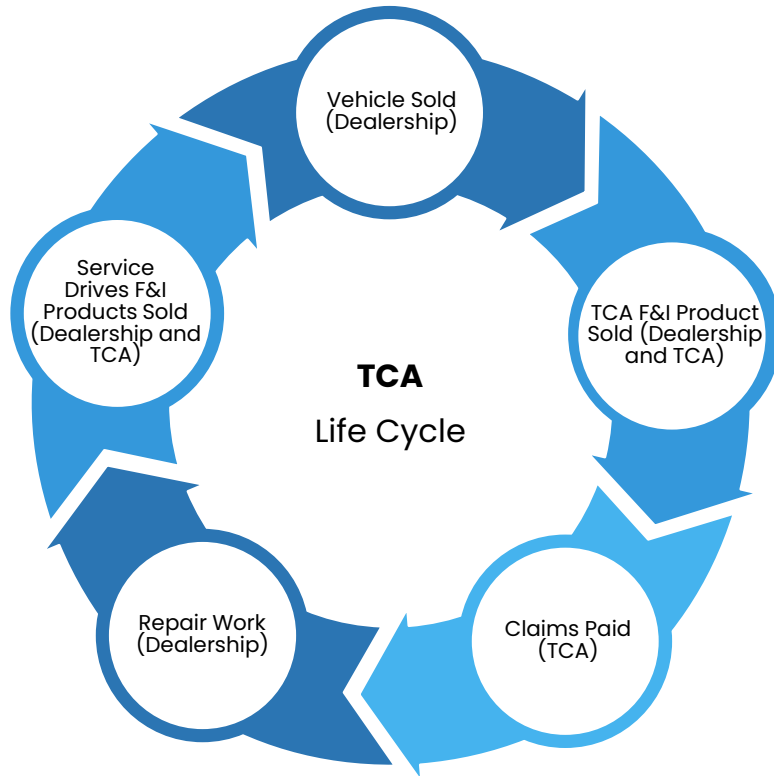 Vehicle Sold
(Dealership)
TCA F&I Product
Sold (Dealership
and TCA)
Claims Paid
(TCA)
Repair Work
(Dealership)
Service
Drives F&I
Products Sold
(Dealership and
TCA)
TCA
Life Cycle